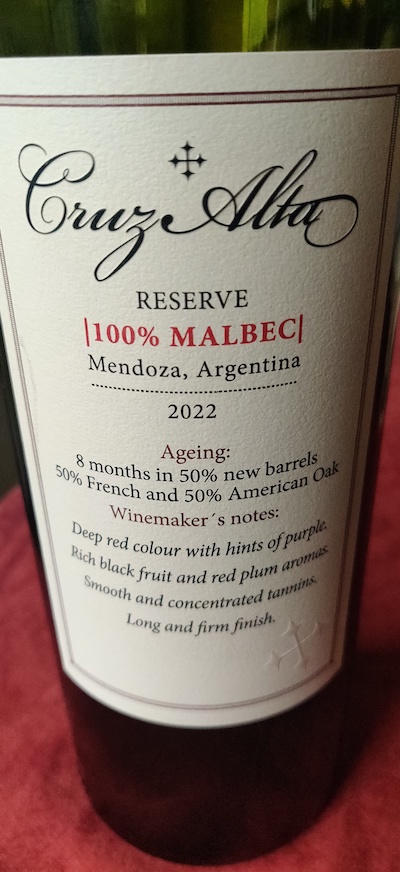 Cruz Alta
RESERVE
|100% MALBEC|
Mendoza, Argentina
2022
Ageing:
8 months in 50% new barrels
50% French and 50% American Oak
Winemaker´s notes:
Deep red colour with hints of purple.
Rich black fruit and red plum aromas.
Smooth and concentrated tannins.
Long and firm finish.